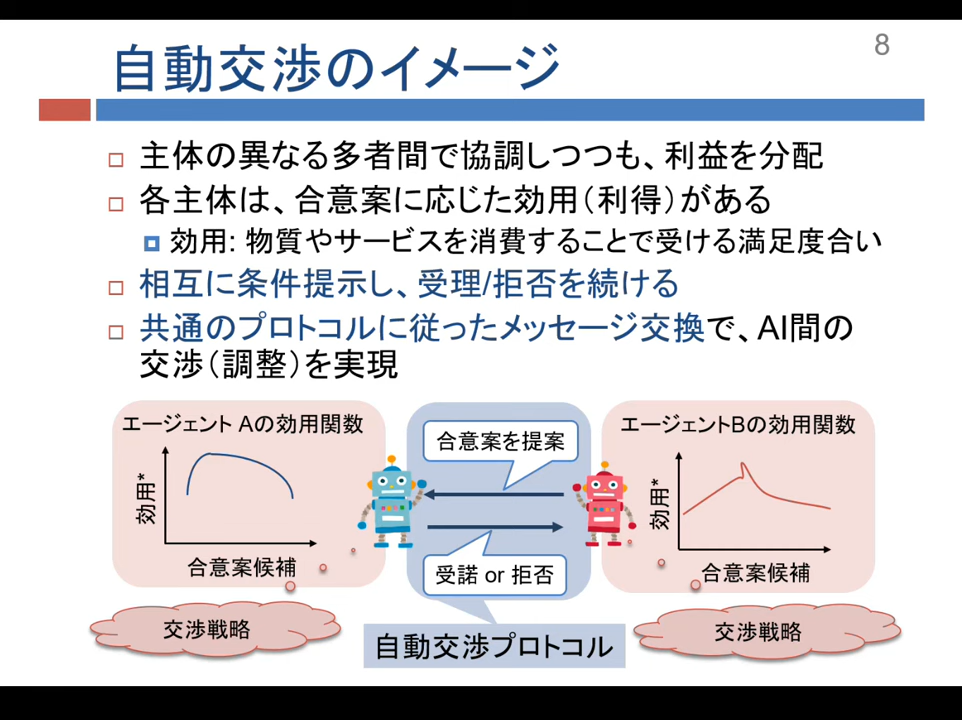 8
自動交渉のイメージ
主体の異なる多者間で協調しつつも、利益を分配
各主体は、合意案に応じた効用（利得）がある
効用: 物質やサービスを消費することで受ける満足度合い
相互に条件提示し、受理/拒否を続ける
共通のプロトコルに従ったメッセージ交換で、AI間の
交渉（調整）を実現
エージェント Aの効用関数
効用*
合意案候補
交渉戦略
合意案を提案
受諾 or 拒否
自動交渉プロトコル
エージェントBの効用関数
効用*
合意案候補
交渉戦略